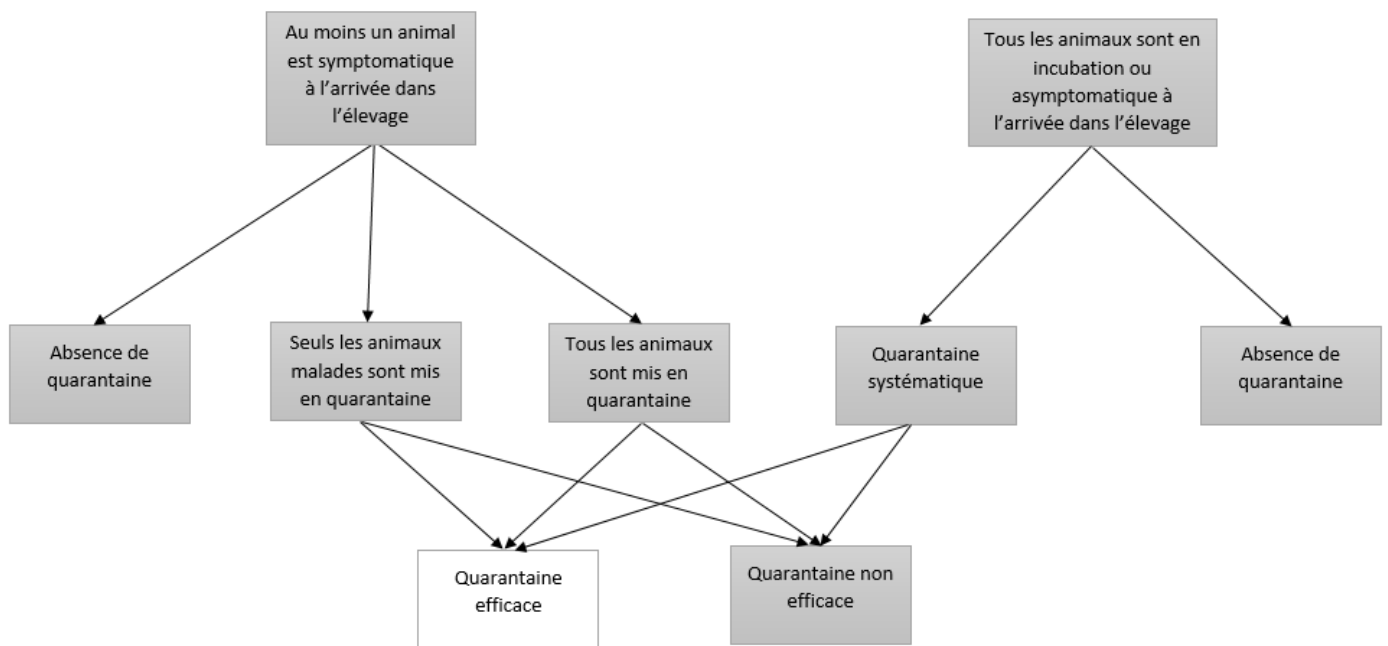 Au moins un animal
est symptomatique
à l'arrivée dans
l'élevage
Tous les animaux sont en
incubation ou
asymptomatique à
l'arrivée dans l'élevage
Absence de
quarantaine
Seuls les animaux
malades sont mis
en quarantaine
Tous les animaux
sont mis en
quarantaine
Quarantaine
systématique
Absence de
quarantaine
Quarantaine
efficace
Quarantaine non
efficace